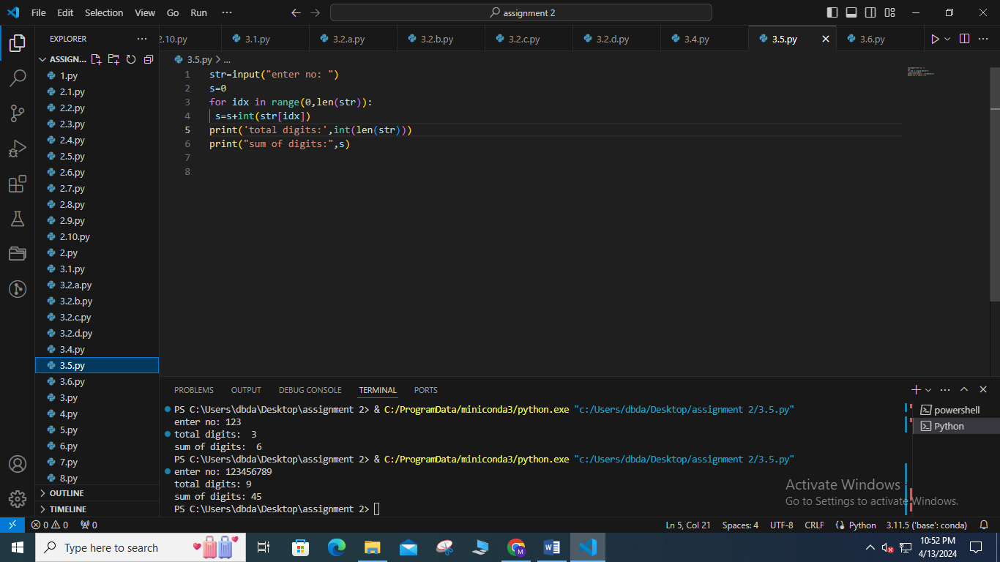 File Edit Selection View Go Run ··· assignment 2
EXPLORER ···
2.10.py 3.1.py 3.2.a.py 3.2.b.py 3.2.c.py 3.2.d.py 3.4.py 3.5.py 3.6.py ···
ASSIGN...
3.5.py > ...
1.py
2.1.py
2.2.py
2.3.py
2.4.py
2.5.py
2.6.py
2.7.py
2.8.py
2.9.py
2.10.py
2.py
3.1.py
3.2.a.py
3.2.b.py
3.2.c.py
3.2.d.py
3.4.py
3.5.py
3.6.py
3.py
4.py
5.py
6.py
7.py
8.py
OUTLINE
TIMELINE
1 str=input("enter no: ")
2 s=0
3 for idx in range(0,len(str)):
4  s=s+int(str[idx])
5 print('total digits:',int(len(str)))
6 print("sum of digits:",s)
7
8
PROBLEMS OUTPUT DEBUG CONSOLE TERMINAL PORTS
PS C:\Users\dbda\Desktop\assignment 2> & C:/ProgramData/miniconda3/python.exe "c:/Users/dbda/Desktop/assignment 2/3.5.py"
enter no: 123
total digits:  3
sum of digits:  6
PS C:\Users\dbda\Desktop\assignment 2> & C:/ProgramData/miniconda3/python.exe "c:/Users/dbda/Desktop/assignment 2/3.5.py"
enter no: 123456789
total digits: 9
sum of digits: 45
PS C:\Users\dbda\Desktop\assignment 2>
powershell
Python
Activate Windows
Go to Settings to activate Windows.
0 0 0 Ln 5, Col 21 Spaces: 4 UTF-8 CRLF Python 3.11.5 ('base': conda)
Type here to search
10:52 PM
4/13/2024